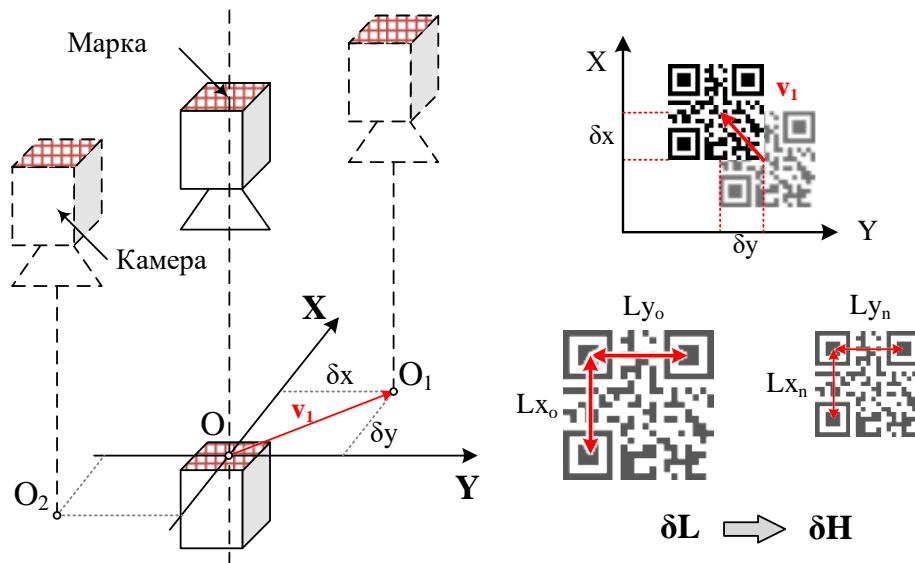 Марка
Камера
X
δx
O₁
v₁
δy
O
Y
O₂
X
v₁
δx
Y
δy
Lyₒ
Lyₙ
Lxₒ
Lxₙ
δL
δH